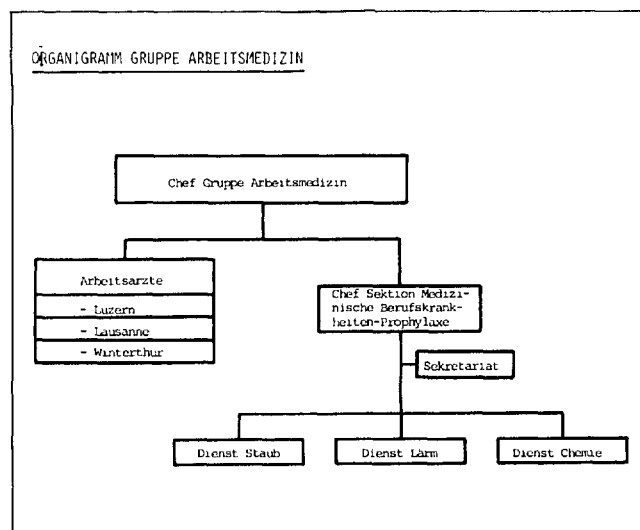 ORGANIGRAMM GRUPPE ARBEITSMEDIZIN
Chef Gruppe Arbeitsmedizin
Arbeitsarzte
- Luzern
- Lausanne
- Winterthur
Chef Sektion Medizi-
nische Berufskrank-
heiten-Prophylaxe
Sekretariat
Dienst Staub
Dienst Lärm
Dienst Chemie